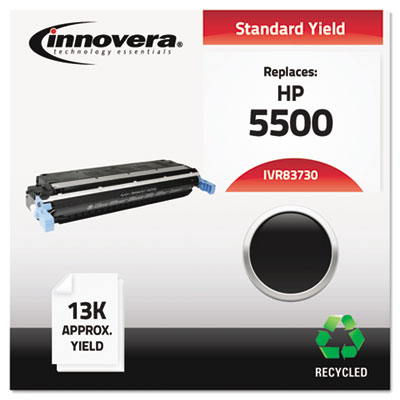 innovera
technology essentials
Standard Yield
Replaces:
HP
5500
IVR83730
13K
APPROX.
YIELD
RECYCLED